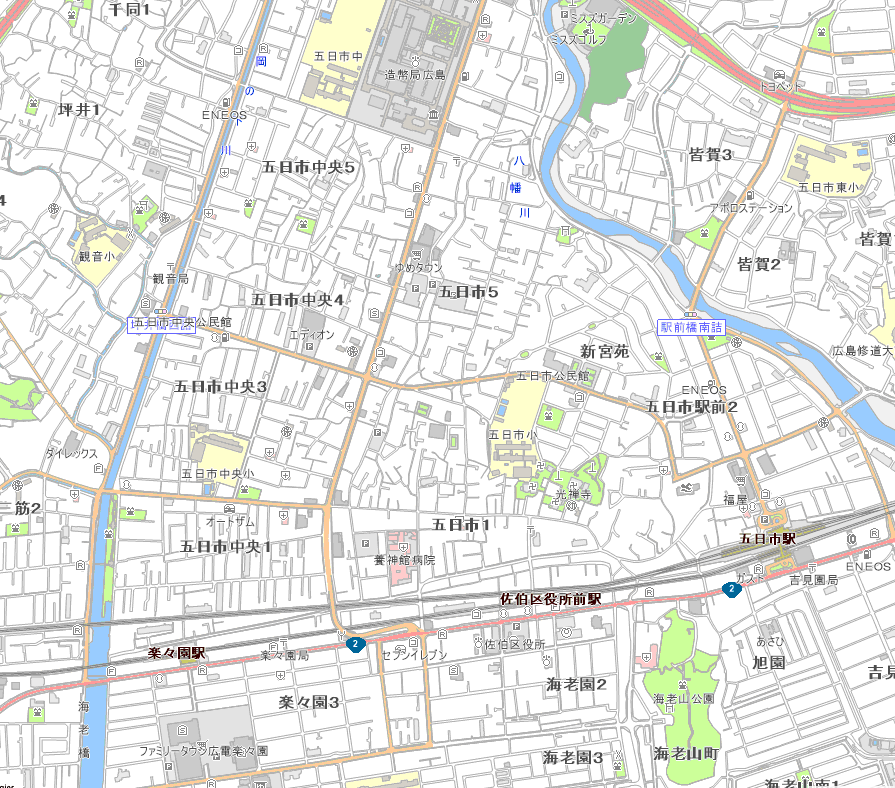 千同1
ミスズガーデン
ミスズゴルフ
五日市中
造幣局広島
岡
の
下
川
トヨペット
坪井1
ENEOS
五日市中央5
八
幡
川
皆賀3
五日市東小
アポロステーション
観音小
観音局
ゆめタウン
五日市5
皆賀2
五日市中央4
五日市中央公民館
エディオン
駅前橋南詰
新宮苑
広島修道大
五日市公民館
五日市中央3
ENEOS
五日市駅前2
五日市小
ダイレックス
五日市中央小
光禅寺
福屋
三筋2
オートザム
五日市1
五日市駅
五日市中央1
養神館病院
ガスト
吉見園局
ENEOS
佐伯区役所前駅
2
2
楽々園駅
楽々園局
セブンイレブン
佐伯区役所
あさひ
旭園
海老園2
楽々園3
海老山公園
海
老
橋
ファミリータウン広電楽々園
海老園3
海老山町
海老山南1